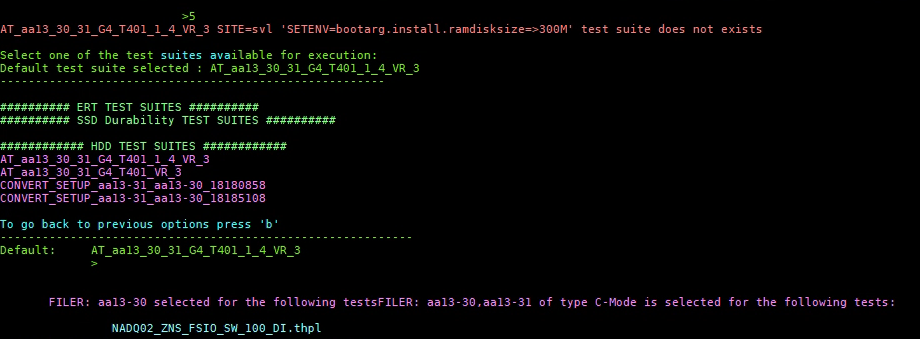 >5
AT_aa13_30_31_G4_T401_1_4_VR_3 SITE=svl 'SETENV=bootarg.install.ramdisksize=>300M' test suite does not exists
Select one of the test suites available for execution:
Default test suite selected : AT_aa13_30_31_G4_T401_1_4_VR_3
-------------------------------------------------------
########## ERT TEST SUITES ##########
########## SSD Durability TEST SUITES ##########
############ HDD TEST SUITES ############
AT_aa13_30_31_G4_T401_1_4_VR_3
AT_aa13_30_31_G4_T401_VR_3
CONVERT_SETUP_aa13-31_aa13-30_18180858
CONVERT_SETUP_aa13-31_aa13-30_18185108
To go back to previous options press 'b'
-----------------------------------------------------------
Default:     AT_aa13_30_31_G4_T401_1_4_VR_3
>
FILER: aa13-30 selected for the following testsFILER: aa13-30,aa13-31 of type C-Mode is selected for the following tests:
NADQ02_ZNS_FSIO_SW_100_DI.thpl